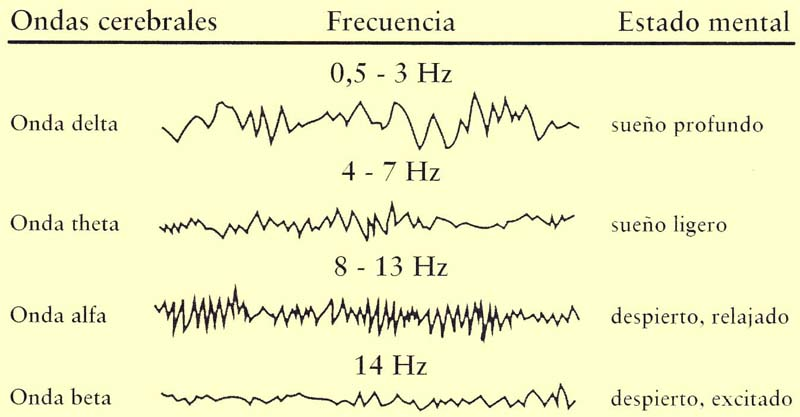 Ondas cerebrales Frecuencia Estado mental
0,5 - 3 Hz
Onda delta sueño profundo
4 - 7 Hz
Onda theta sueño ligero
8 - 13 Hz
Onda alfa despierto, relajado
14 Hz
Onda beta despierto, excitado